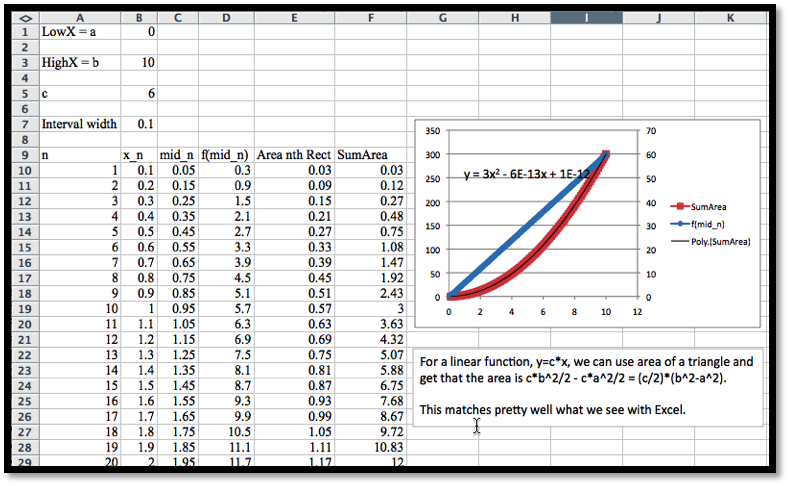 A B C D E F G H I J K
1 LowX = a 0
2
3 HighX = b 10
4
5 c 6
6
7 Interval width 0.1
8
9 n x_n mid_n f(mid_n) Area nth Rect SumArea
10 1 0.1 0.05 0.3 0.03 0.03
11 2 0.2 0.15 0.9 0.09 0.12
12 3 0.3 0.25 1.5 0.15 0.27
13 4 0.4 0.35 2.1 0.21 0.48
14 5 0.5 0.45 2.7 0.27 0.75
15 6 0.6 0.55 3.3 0.33 1.08
16 7 0.7 0.65 3.9 0.39 1.47
17 8 0.8 0.75 4.5 0.45 1.92
18 9 0.9 0.85 5.1 0.51 2.43
19 10 1 0.95 5.7 0.57 3
20 11 1.1 1.05 6.3 0.63 3.63
21 12 1.2 1.15 6.9 0.69 4.32
22 13 1.3 1.25 7.5 0.75 5.07
23 14 1.4 1.35 8.1 0.81 5.88
24 15 1.5 1.45 8.7 0.87 6.75
25 16 1.6 1.55 9.3 0.93 7.68
26 17 1.7 1.65 9.9 0.99 8.67
27 18 1.8 1.75 10.5 1.05 9.72
28 19 1.9 1.85 11.1 1.11 10.83
29 20 2 1.95 11.7 1.17 12
350 70
300 60
y = 3x² - 6E-13x + 1E-12
250 50
200 40
150 30
100 20
50 10
0 0
0 2 4 6 8 10 12
SumArea
f(mid_n)
Poly.(SumArea)
For a linear function, y=c*x, we can use area of a triangle and
get that the area is c*b^2/2 - c*a^2/2 = (c/2)*(b^2-a^2).
This matches pretty well what we see with Excel.